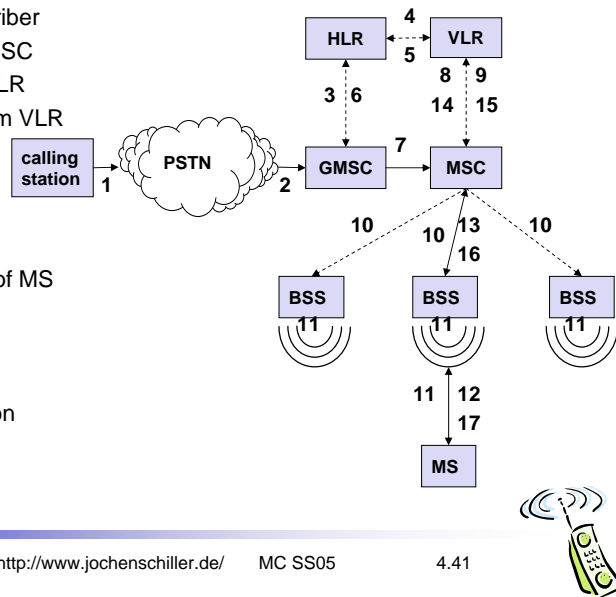 riber
SC
LR
m VLR
of MS
on
4
HLR
VLR
5
8 9
3 6
14 15
calling
station
1
PSTN
2
GMSC
7
MSC
10
10
13
10
16
BSS
BSS
BSS
11
11
11
11
12
17
MS
http://www.jochenschiller.de/ MC SS05 4.41